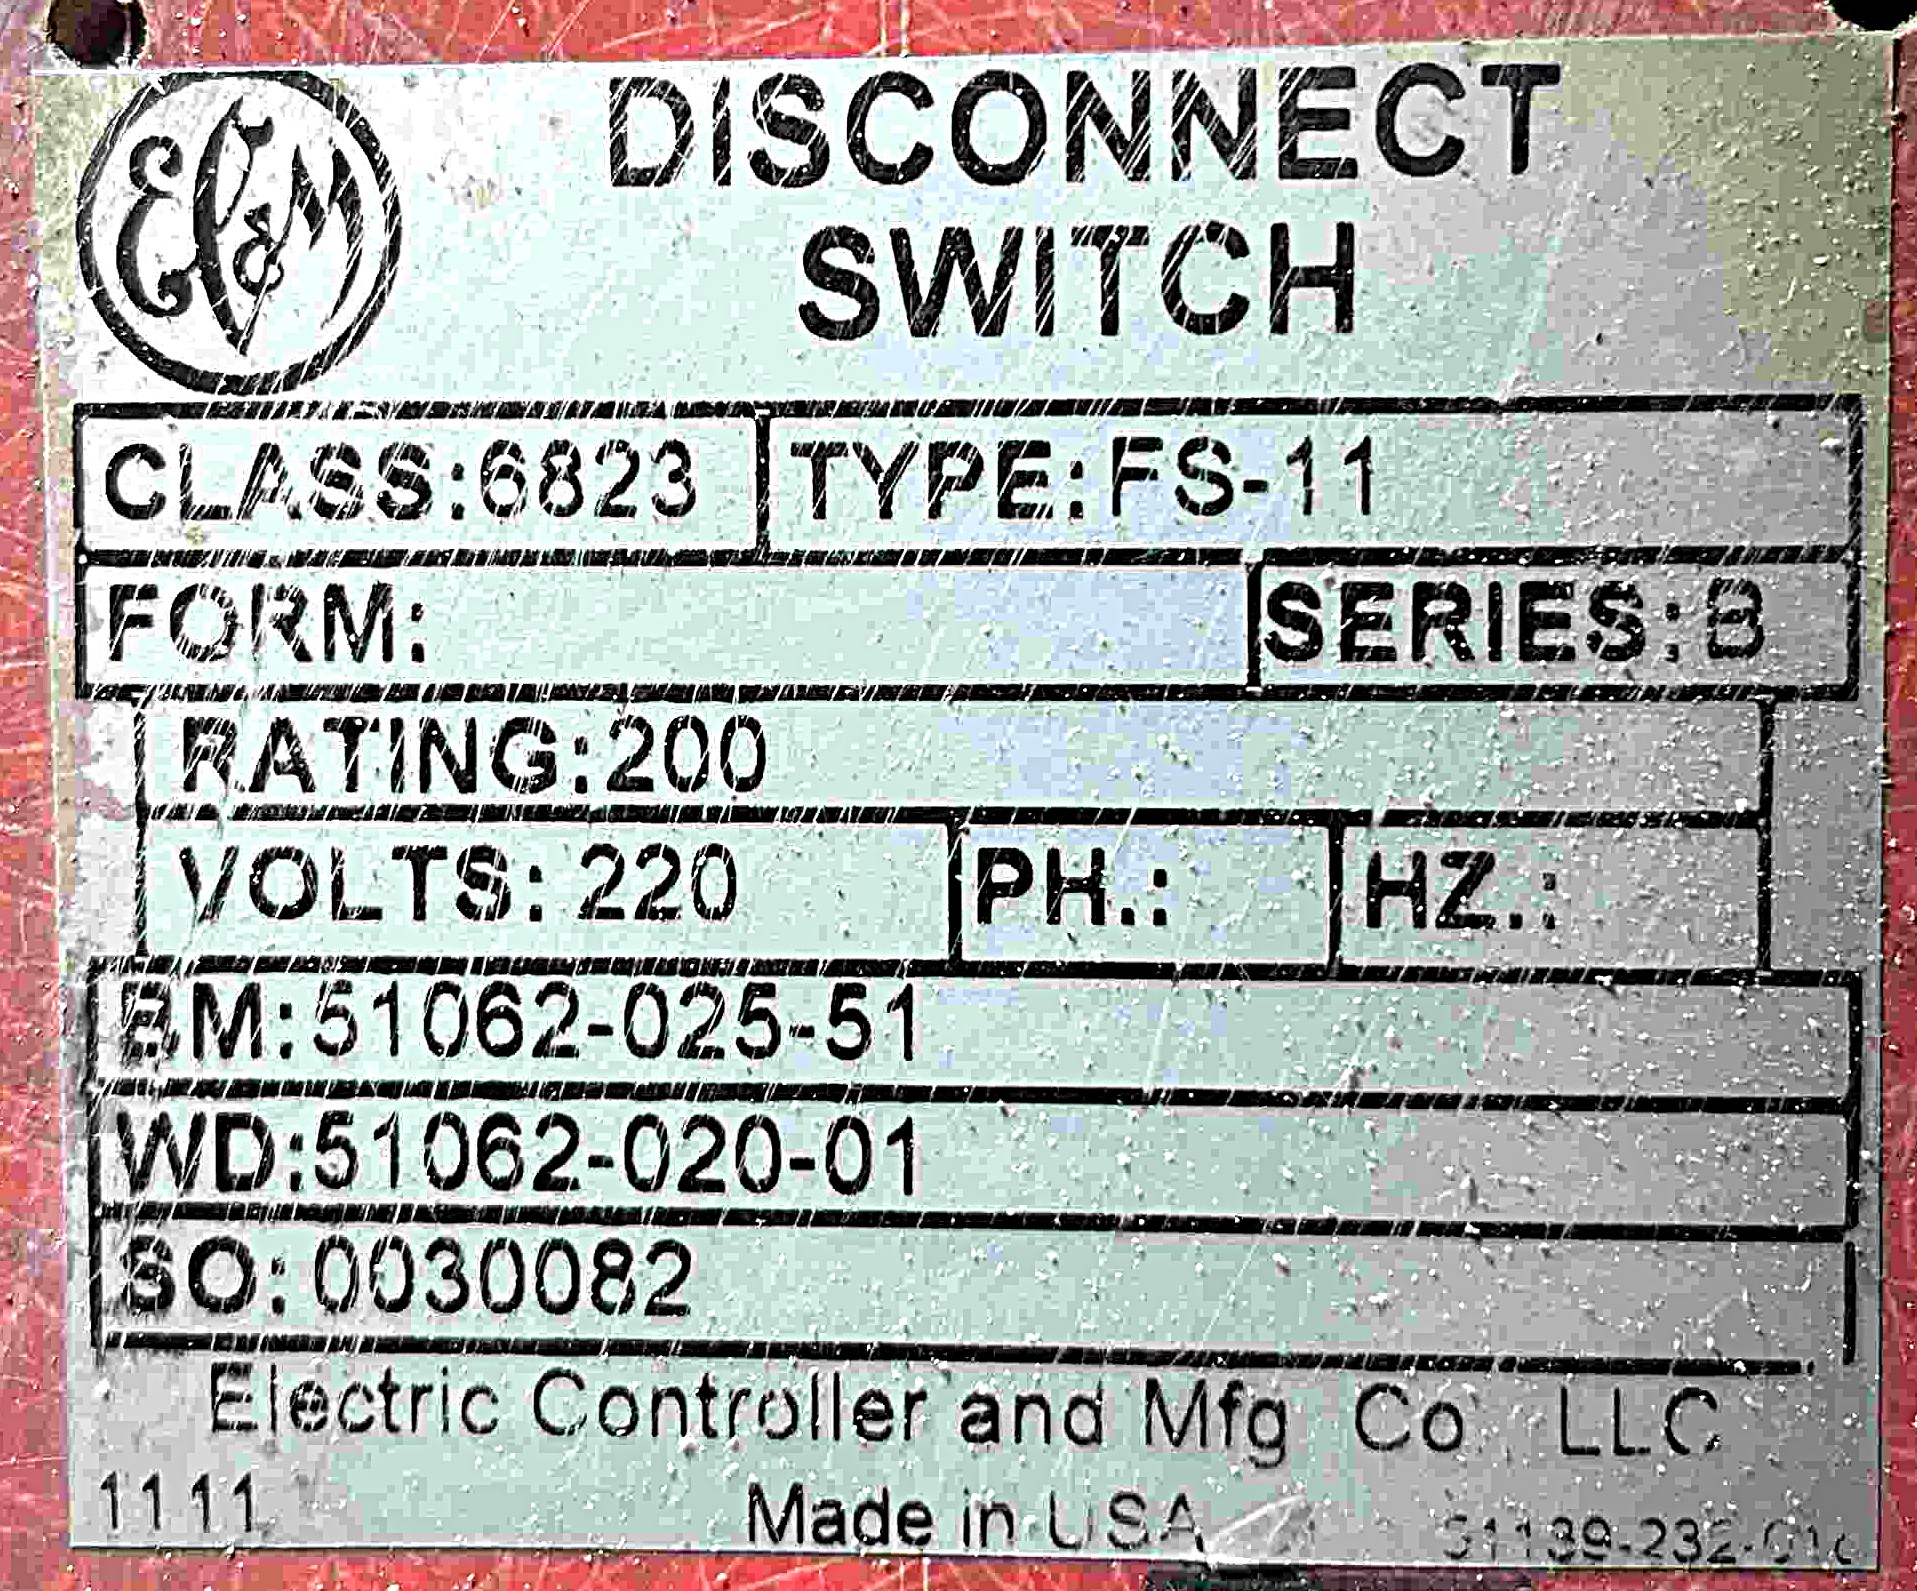 EC&M
DISCONNECT
SWITCH
CLASS:6823 TYPE:FS-11
FORM: SERIES:B
RATING:200
VOLTS: 220 PH.: HZ.:
BM:51062-025-51
WD:51062-020-01
SO:0030082
Electric Controller and Mfg Co., LLC
1111 Made in USA